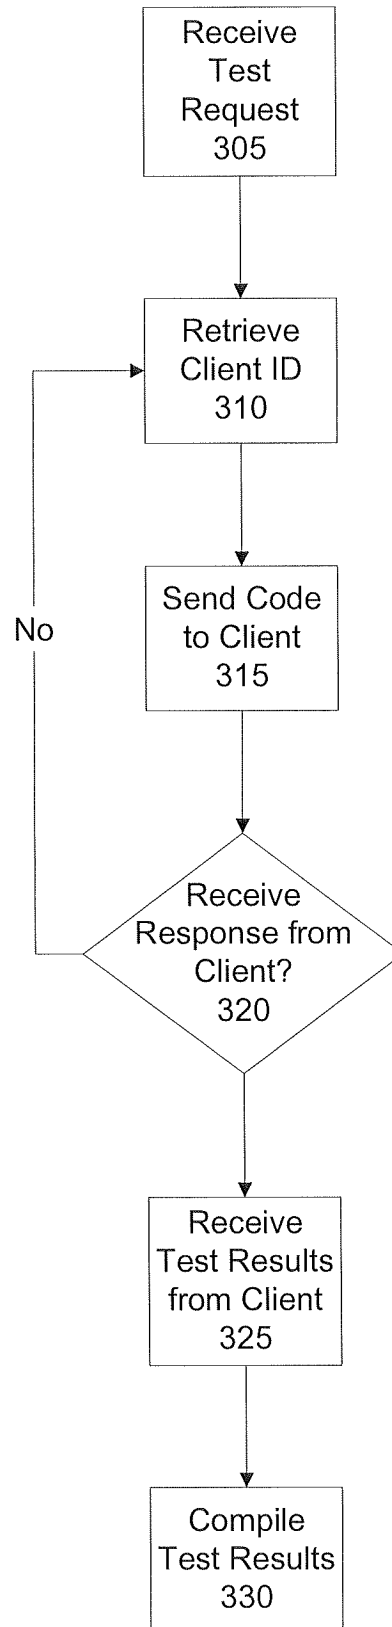 Receive
Test
Request
305
Retrieve
Client ID
310
Send Code
to Client
315
No
Receive
Response from
Client?
320
Receive
Test Results
from Client
325
Compile
Test Results
330